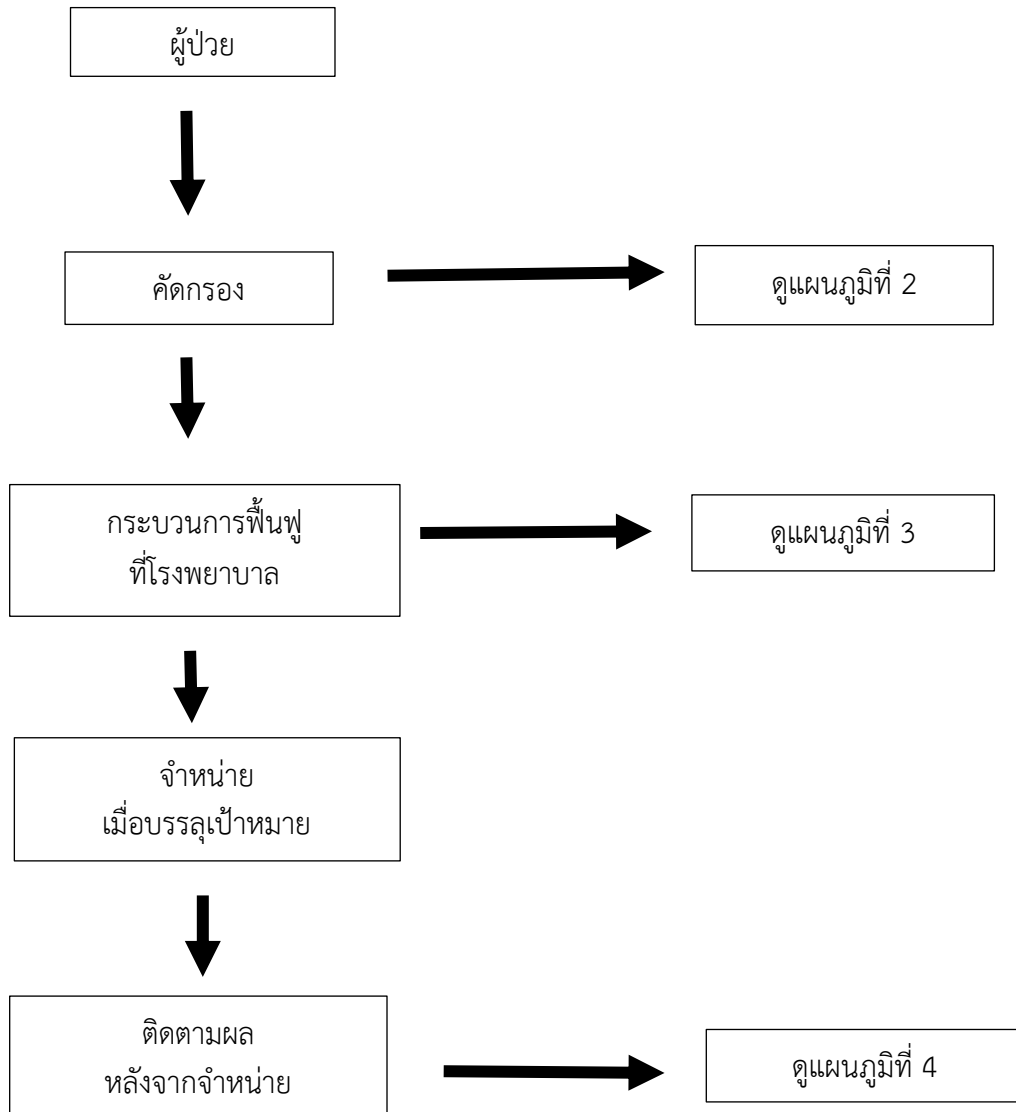 ผู้ป่วย
คัดกรอง
ดูแผนภูมิที่ 2
กระบวนการฟื้นฟู
ที่โรงพยาบาล
ดูแผนภูมิที่ 3
จำหน่าย
เมื่อบรรลุเป้าหมาย
ติดตามผล
หลังจากจำหน่าย
ดูแผนภูมิที่ 4